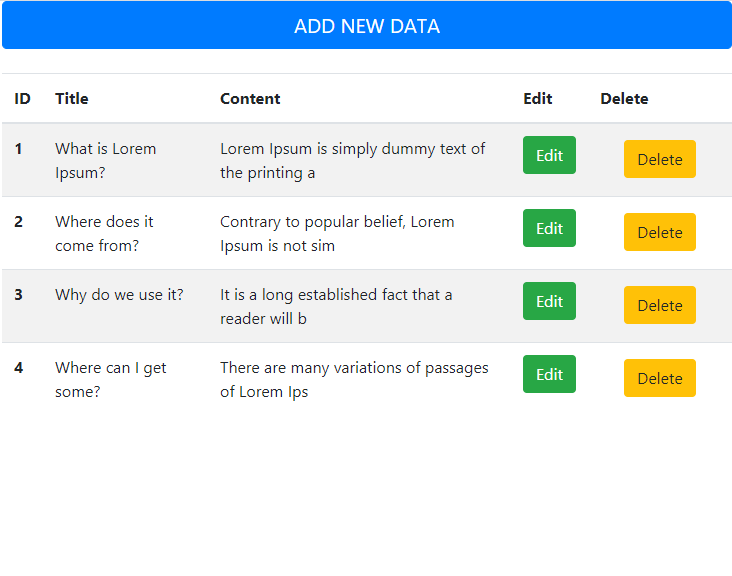 ADD NEW DATA
ID Title Content Edit Delete
1 What is Lorem Lorem Ipsum is simply dummy text of Edit Delete
Ipsum? the printing a
2 Where does it Contrary to popular belief, Lorem Edit Delete
come from? Ipsum is not sim
3 Why do we use it? It is a long established fact that a Edit Delete
reader will b
4 Where can I get There are many variations of passages Edit Delete
some? of Lorem Ips